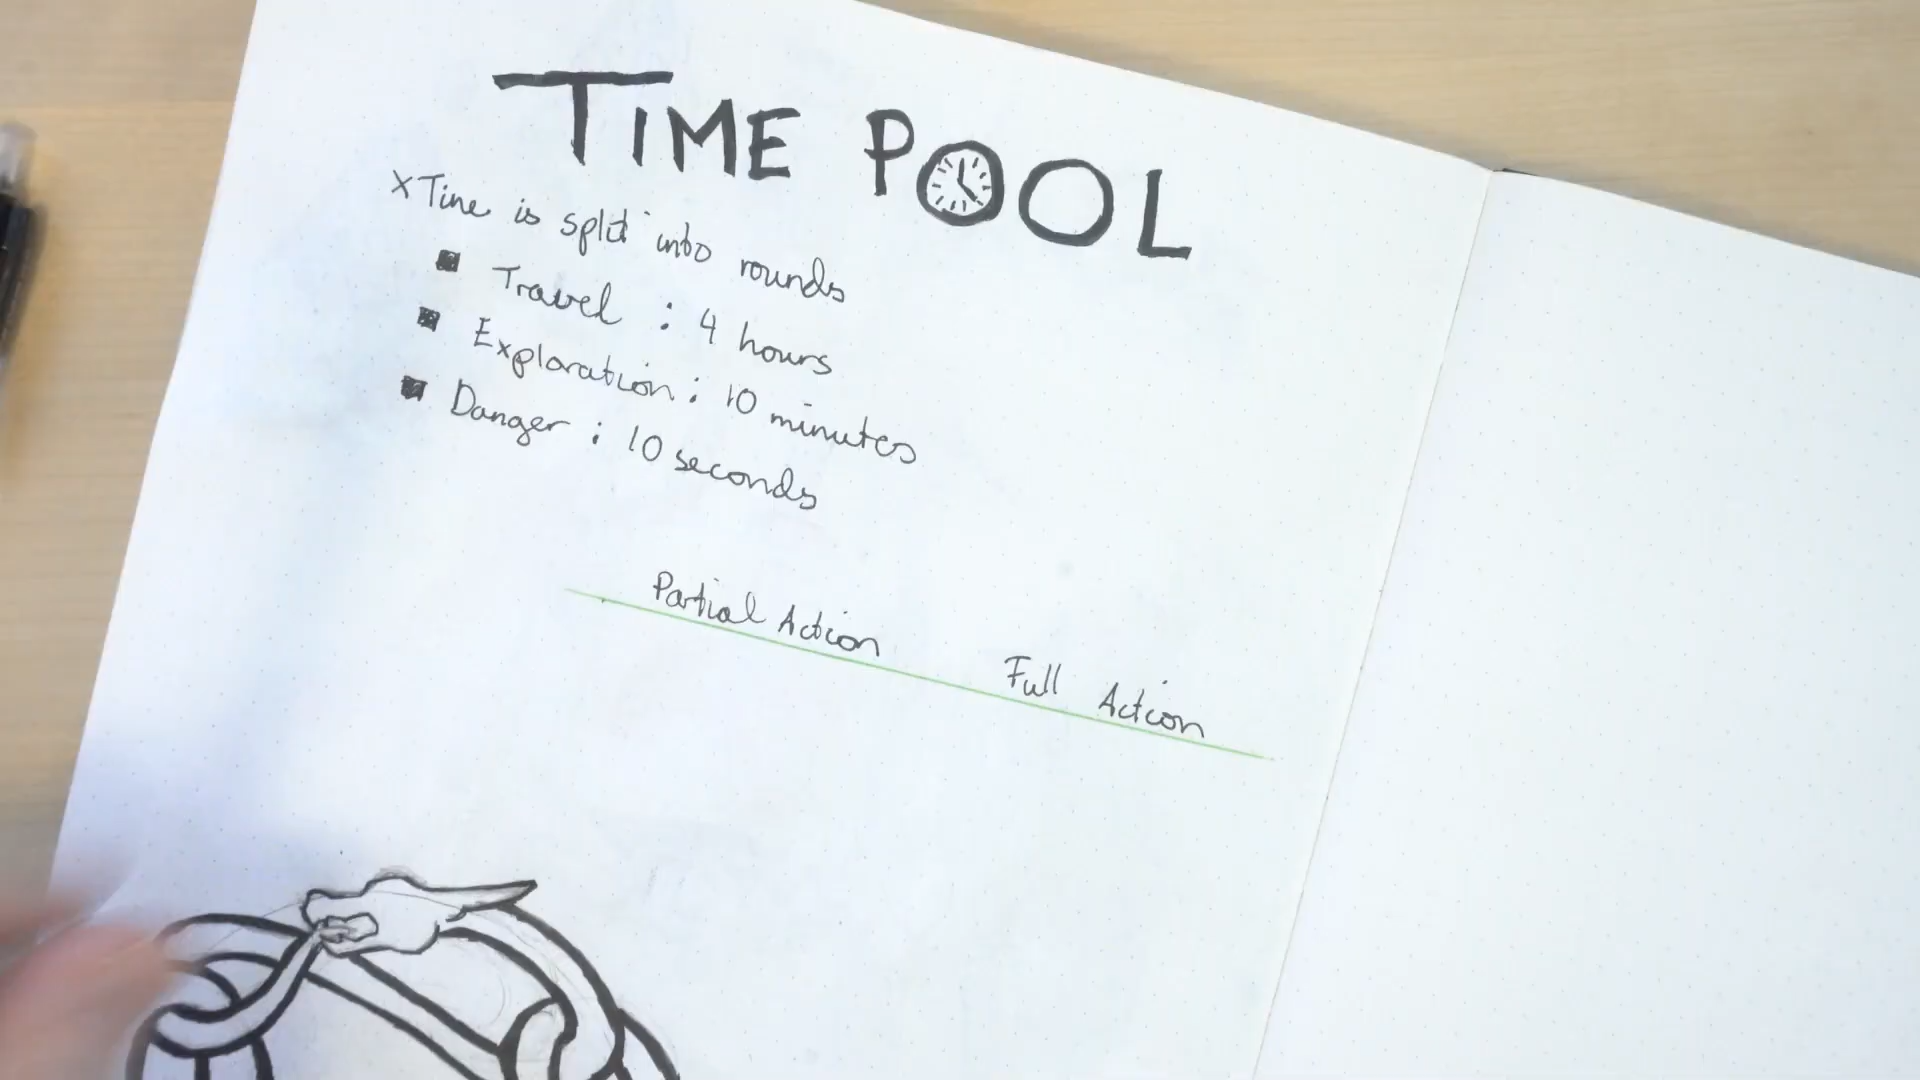 TIME POOL
x Time is split into rounds
■ Travel : 4 hours
■ Exploration : 10 minutes
■ Danger : 10 seconds
Partial Action Full Action